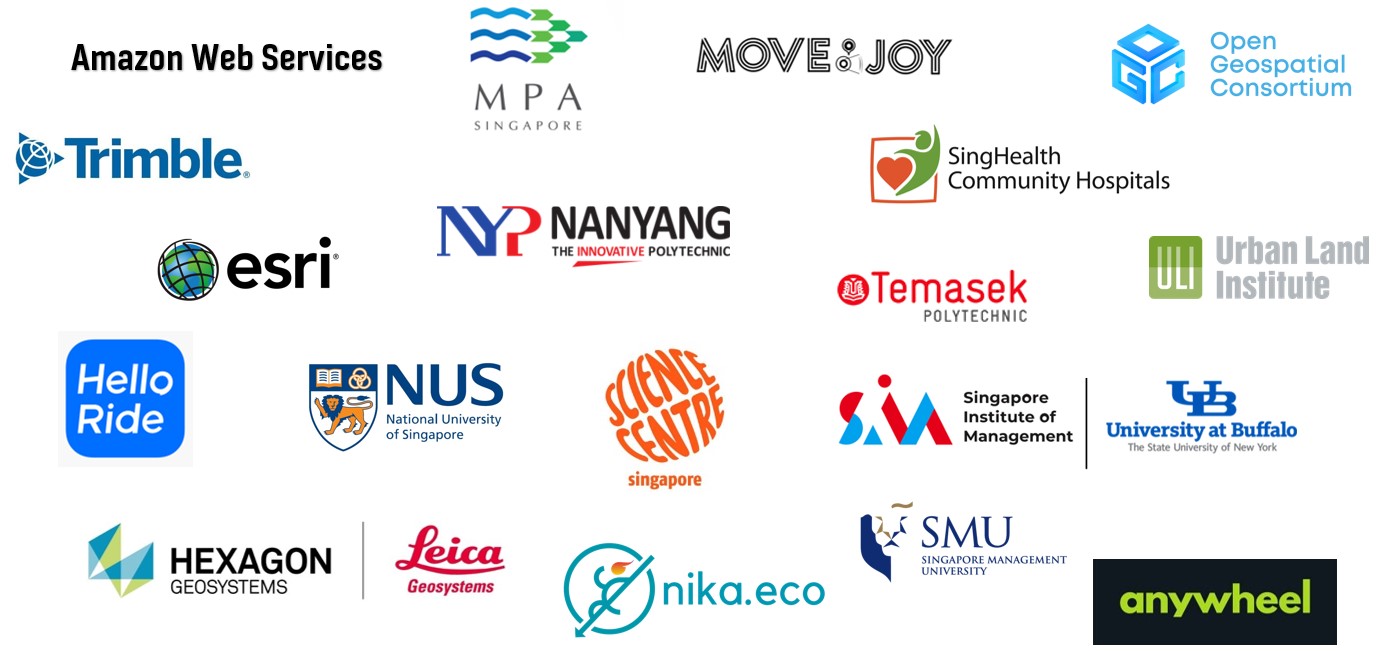 Amazon Web Services
MPA
SINGAPORE
MOVE JOY
OGC
Open
Geospatial
Consortium
Trimble®
SingHealth
Community Hospitals
NYP NANYANG
THE INNOVATIVE POLYTECHNIC
esri®
Temasek
POLYTECHNIC
ULI
Urban Land
Institute
Hello
Ride
NUS
National University
of Singapore
SCIENCE
CENTRE
singapore
SIM
Singapore
Institute of
Management
UB
University at Buffalo
The State University of New York
HEXAGON
GEOSYSTEMS
Leica
Geosystems
nika.eco
SMU
SINGAPORE MANAGEMENT
UNIVERSITY
anywheel